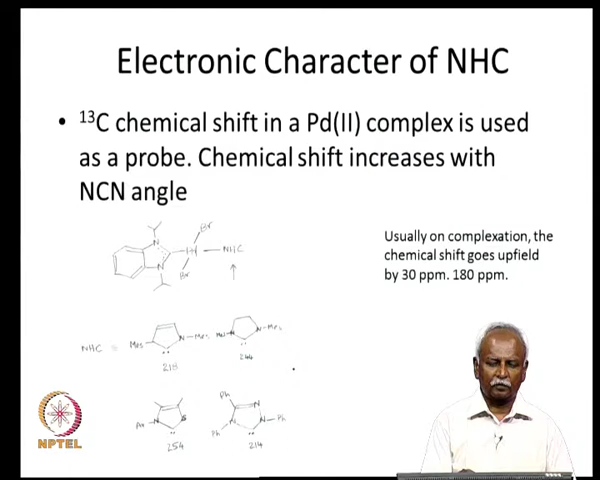 Electronic Character of NHC
• ¹³C chemical shift in a Pd(II) complex is used
as a probe. Chemical shift increases with
NCN angle
Usually on complexation, the
chemical shift goes upfield
by 30 ppm. 180 ppm.
Br
N
NHC
N
Br
NHC =
Mes
N-Mes
N-Mes
244
Ph
N
S
254
Ph
N
N
N-Ph
Ph
214
NPTEL